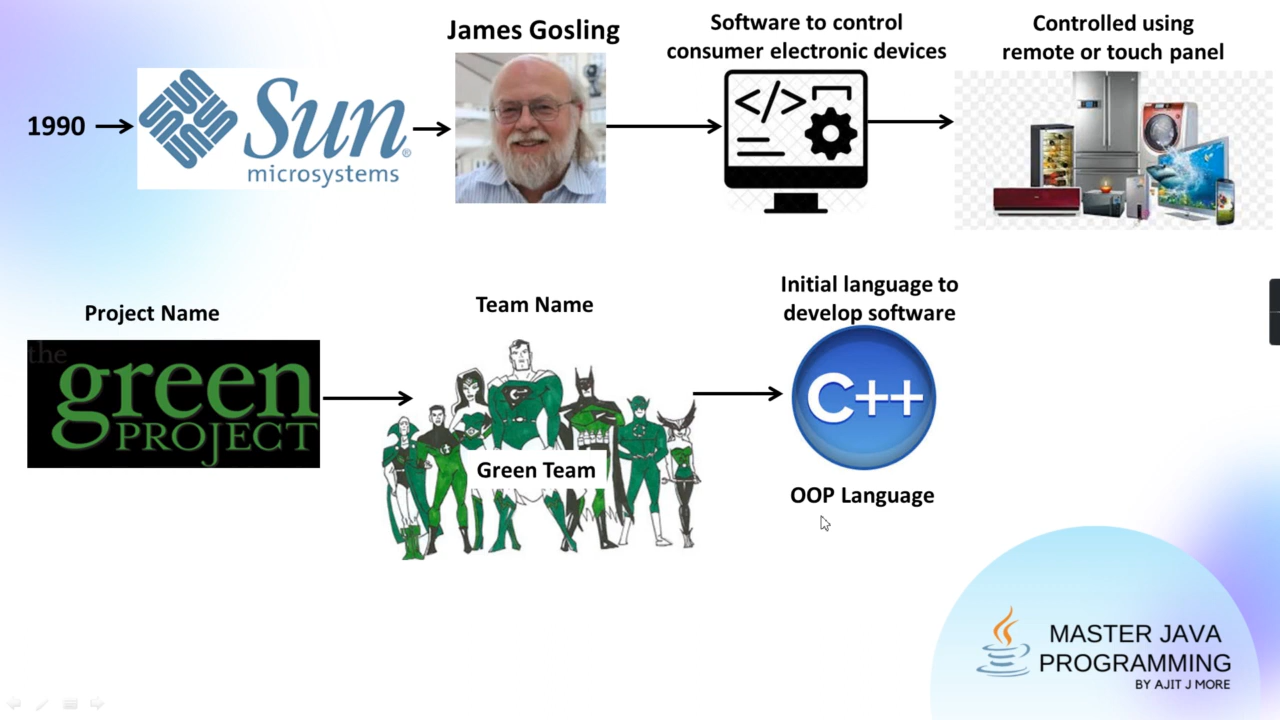 James Gosling
Software to control
consumer electronic devices
Controlled using
remote or touch panel
1990
Sun
microsystems
</>
Project Name
Team Name
Initial language to
develop software
the
green
PROJECT
Green Team
C++
OOP Language
MASTER JAVA
PROGRAMMING
BY AJIT J MORE